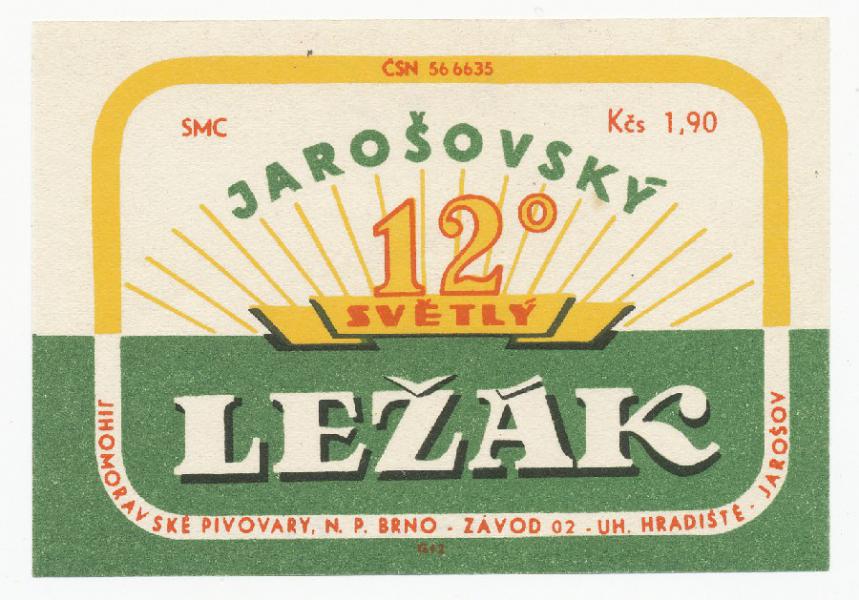 ČSN 56 6635
SMC
Kčs 1,90
JAROŠOVSKÝ
12°
SVĚTLÝ
LEŽÁK
JIHOMORAVSKÉ PIVOVARY, N. P. BRNO - ZÁVOD 02 - UH. HRADIŠTĚ - JAROŠOV